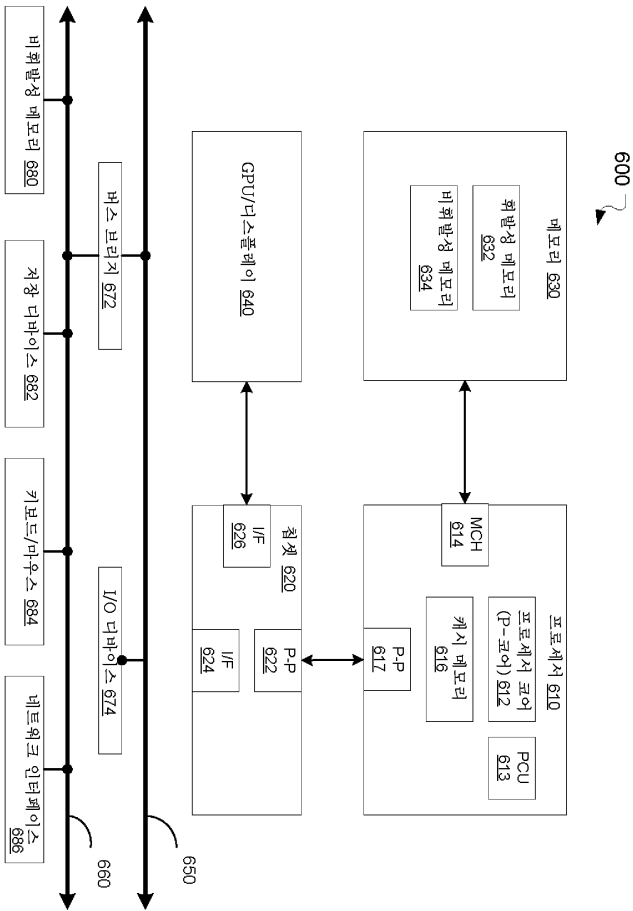 600
메모리 630
휘발성 메모리
632
비휘발성 메모리
634
MCH
614
프로세서 610
프로세서 코어
(P-코어) 612
PCU
613
캐시 메모리
616
P-P
617
GPU/디스플레이 640
칩셋 620
I/F
626
P-P
622
I/F
624
버스 브리지 672
I/O 디바이스 674
650
비휘발성 메모리 680
저장 디바이스 682
키보드/마우스 684
네트워크 인터페이스 686
660